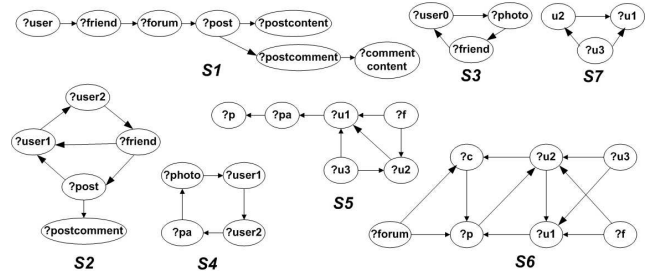 ?user
?friend
?forum
?post
?postcontent
?postcomment
?comment
content
S1
?user0
?photo
?friend
S3
u2
?u1
?u3
S7
?user2
?user1
?friend
?post
?postcomment
S2
?photo
?user1
?pa
?user2
S4
?p
?pa
?u1
?f
?u3
?u2
S5
?c
?u2
?u3
?forum
?p
?u1
?f
S6